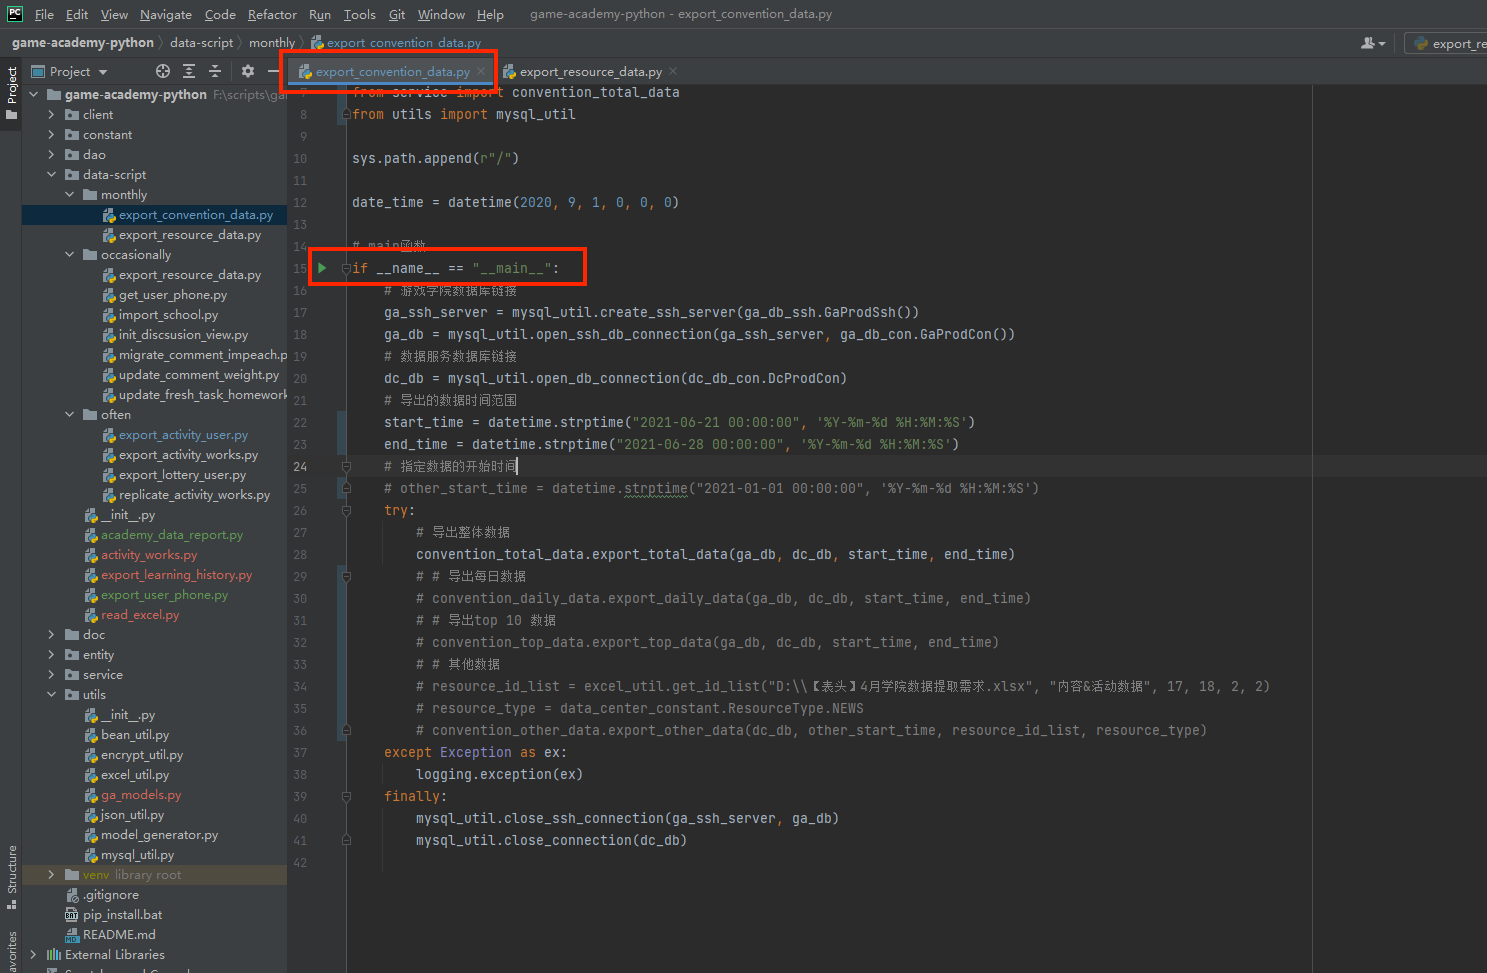 PC File Edit View Navigate Code Refactor Run Tools Git Window Help game-academy-python - export_convention_data.py
game-academy-python data-script monthly export_convention_data.py export_re
Project
Project
export_convention_data.py export_resource_data.py
game-academy-python F:\scripts\ga
client
constant
dao
data-script
monthly
export_convention_data.py
export_resource_data.py
occasionally
export_resource_data.py
get_user_phone.py
import_school.py
init_discsusion_view.py
migrate_comment_impeach.p
update_comment_weight.py
update_fresh_task_homework
often
export_activity_user.py
export_activity_works.py
export_lottery_user.py
replicate_activity_works.py
__init__.py
academy_data_report.py
activity_works.py
export_learning_history.py
export_user_phone.py
read_excel.py
doc
entity
service
utils
__init__.py
bean_util.py
encrypt_util.py
excel_util.py
ga_models.py
json_util.py
model_generator.py
mysql_util.py
venv library root
.gitignore
pip_install.bat
README.md
External Libraries
Structure
avorites
7 from service import convention_total_data
8 from utils import mysql_util
9
10 sys.path.append(r"/")
11
12 date_time = datetime(2020, 9, 1, 0, 0, 0)
13
14 # main函数
15 if __name__ == "__main__":
16 # 游戏学院数据库链接
17 ga_ssh_server = mysql_util.create_ssh_server(ga_db_ssh.GaProdSsh())
18 ga_db = mysql_util.open_ssh_db_connection(ga_ssh_server, ga_db_con.GaProdCon())
19 # 数据服务数据库链接
20 dc_db = mysql_util.open_db_connection(dc_db_con.DcProdCon)
21 # 导出的数据时间范围
22 start_time = datetime.strptime("2021-06-21 00:00:00", '%Y-%m-%d %H:%M:%S')
23 end_time = datetime.strptime("2021-06-28 00:00:00", '%Y-%m-%d %H:%M:%S')
24 # 指定数据的开始时间
25 # other_start_time = datetime.strptime("2021-01-01 00:00:00", '%Y-%m-%d %H:%M:%S')
26 try:
27 # 导出整体数据
28 convention_total_data.export_total_data(ga_db, dc_db, start_time, end_time)
29 # # 导出每日数据
30 # convention_daily_data.export_daily_data(ga_db, dc_db, start_time, end_time)
31 # # 导出top 10 数据
32 # convention_top_data.export_top_data(ga_db, dc_db, start_time, end_time)
33 # # 其他数据
34 # resource_id_list = excel_util.get_id_list("D:\\【表头】4月学院数据提取需求.xlsx", "内容&活动数据", 17, 18, 2, 2)
35 # resource_type = data_center_constant.ResourceType.NEWS
36 # convention_other_data.export_other_data(dc_db, other_start_time, resource_id_list, resource_type)
37 except Exception as ex:
38 logging.exception(ex)
39 finally:
40 mysql_util.close_ssh_connection(ga_ssh_server, ga_db)
41 mysql_util.close_connection(dc_db)
42